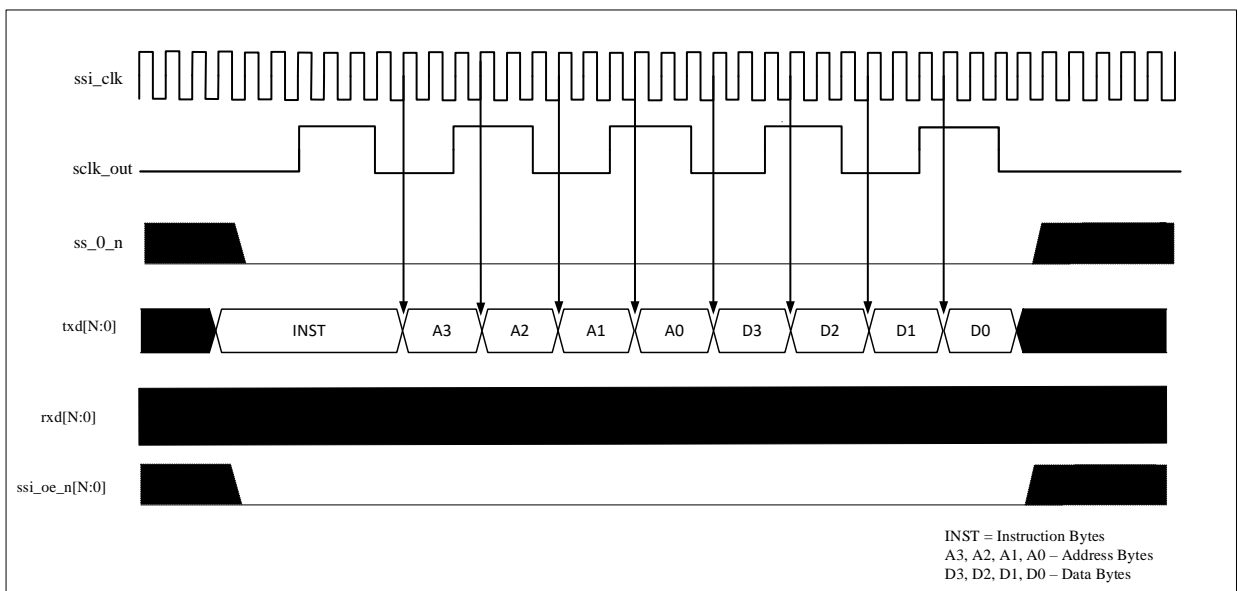 ssi_clk
sclk_out
ss_0_n
txd[N:0]
INST A3 A2 A1 A0 D3 D2 D1 D0
rxd[N:0]
ssi_oe_n[N:0]
INST = Instruction Bytes
A3, A2, A1, A0 – Address Bytes
D3, D2, D1, D0 – Data Bytes